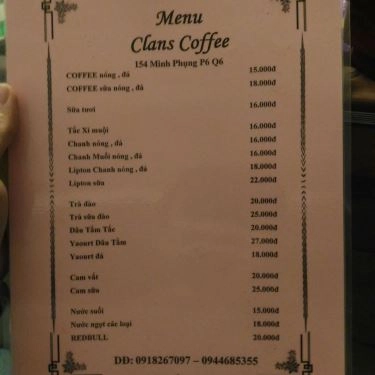 Menu
Clans Coffee
154 Minh Phụng P6 Q6
COFFEE nóng , đá 15.000đ
COFFEE sữa nóng , đá 18.000đ
Sữa tươi 16.000đ
Tắc Xí muội 16.000đ
Chanh nóng , đá 16.000đ
Chanh Muối nóng , đá 16.000đ
Lipton Chanh nóng , đá 18.000đ
Lipton sữa 22.000đ
Trà đào 20.000đ
Trà sữa đào 25.000đ
Dâu Tằm Tắc 20.000đ
Yaourt Dâu Tằm 27.000đ
Yaourt đá 18.000đ
Cam vắt 20.000đ
Cam sữa 25.000đ
Nước suối 15.000đ
Nước ngọt các loại 18.000đ
REDBULL 20.000đ
DĐ: 0918267097 – 0944685355